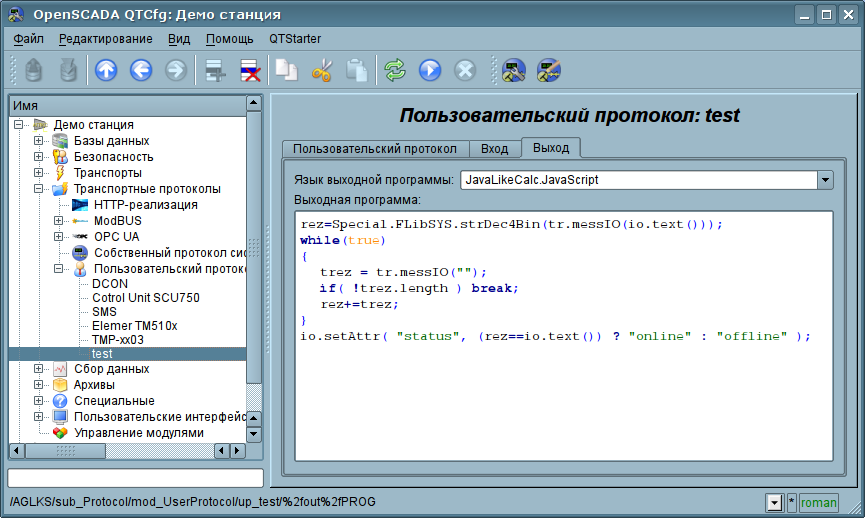 OpenSCADA QTCfg: Демо станция
Файл Редактирование Вид Помощь QTStarter
Имя
Демо станция
Базы данных
Безопасность
Транспорты
Транспортные протоколы
HTTP-реализация
ModBUS
OPC UA
Собственный протокол сис
Пользовательский протоко
DCON
Cotrol Unit SCU750
SMS
Elemer TM510x
TMP-xx03
test
Сбор данных
Архивы
Специальные
Пользовательские интерфейс
Управление модулями
Пользовательский протокол: test
Пользовательский протокол Вход Выход
Язык выходной программы: JavaLikeCalc.JavaScript
Выходная программа:
rez=Special.FLibSYS.strDec4Bin(tr.messIO(io.text()));
while(true)
{
trez = tr.messIO("");
if( !trez.length ) break;
rez+=trez;
}
io.setAttr( "status", (rez==io.text()) ? "online" : "offline" );
/AGLKS/sub_Protocol/mod_UserProtocol/up_test/%2fout%2fPROG
* roman